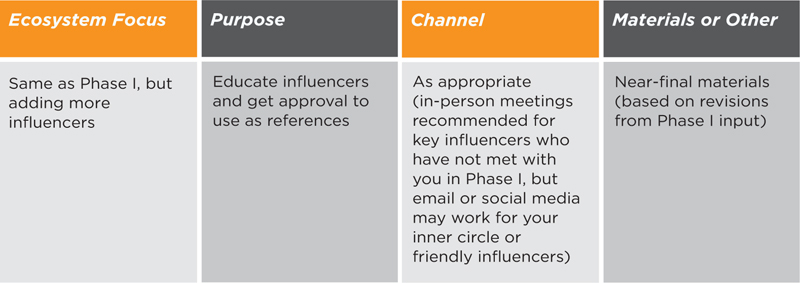 Ecosystem Focus
Purpose
Channel
Materials or Other
Same as Phase I, but
adding more
influencers
Educate influencers
and get approval to
use as references
As appropriate
(in-person meetings
recommended for
key influencers who
have not met with
you in Phase I, but
email or social media
may work for your
inner circle or
friendly influencers)
Near-final materials
(based on revisions
from Phase I input)